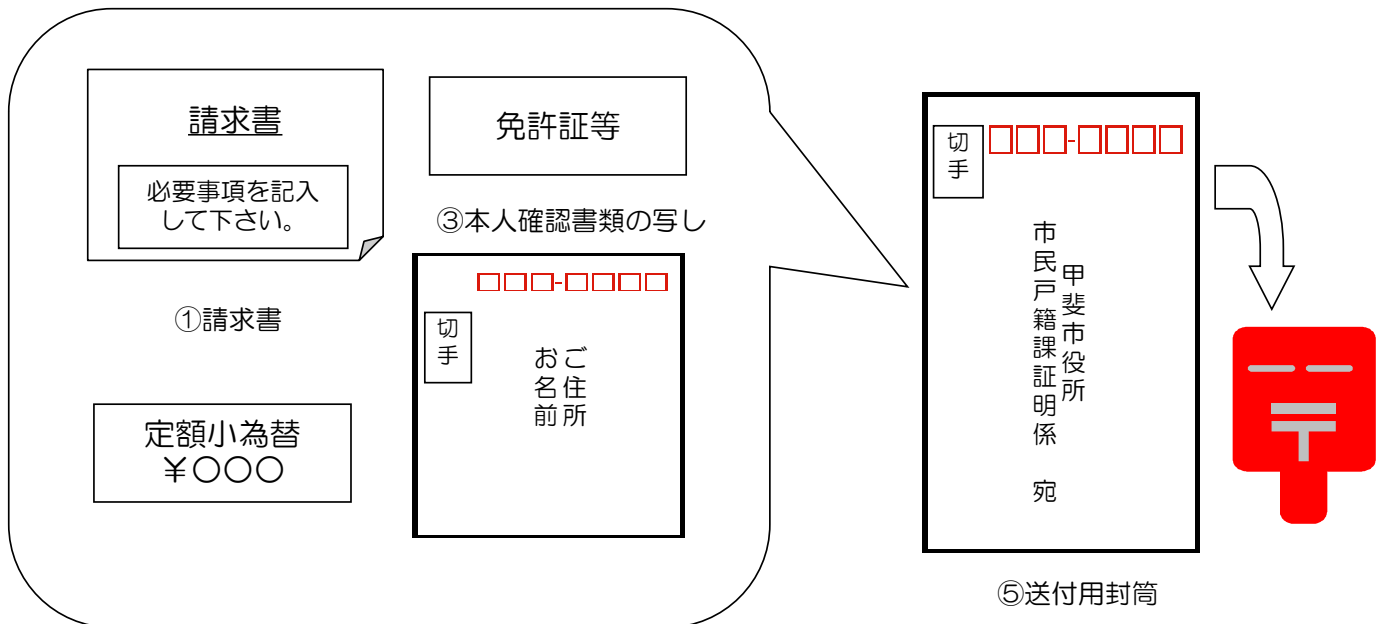 請求書
必要事項を記入
して下さい。
①請求書
免許証等
③本人確認書類の写し
定額小為替
¥〇〇〇
□□□-□□□□
切手
ご住所
お名前
□□□-□□□□
切手
甲斐市役所
市民戸籍課証明係 宛
⑤送付用封筒
〒